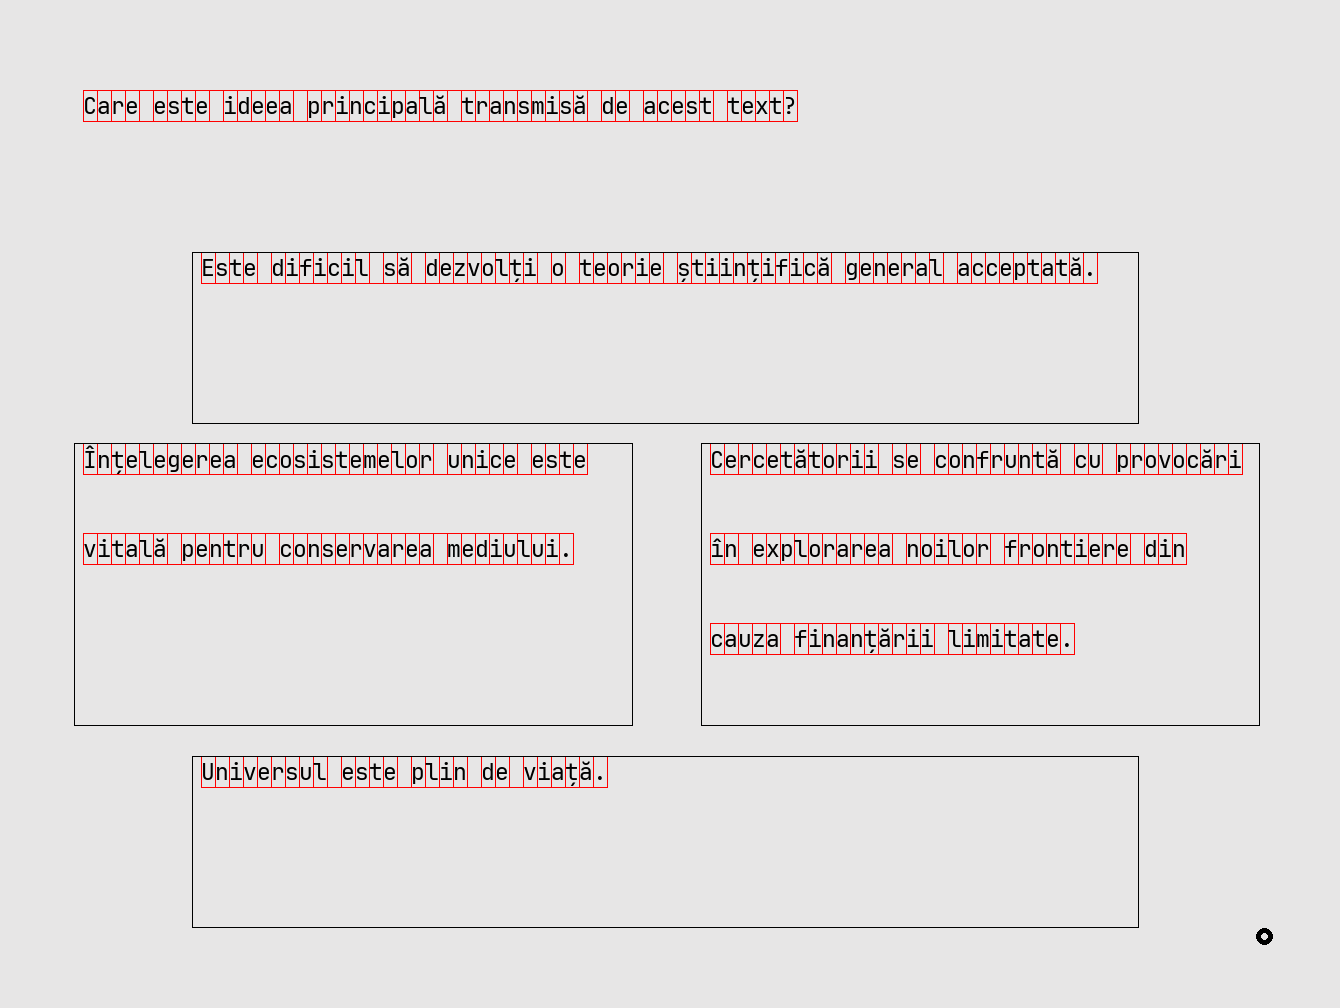 Care este ideea principală transmisă de acest text?
Este dificil să dezvolți o teorie științifică general acceptată.
Înțelegerea ecosistemelor unice este
vitală pentru conservarea mediului.
Cercetătorii se confruntă cu provocări
în explorarea noilor frontiere din
cauza finanțării limitate.
Universul este plin de viață.